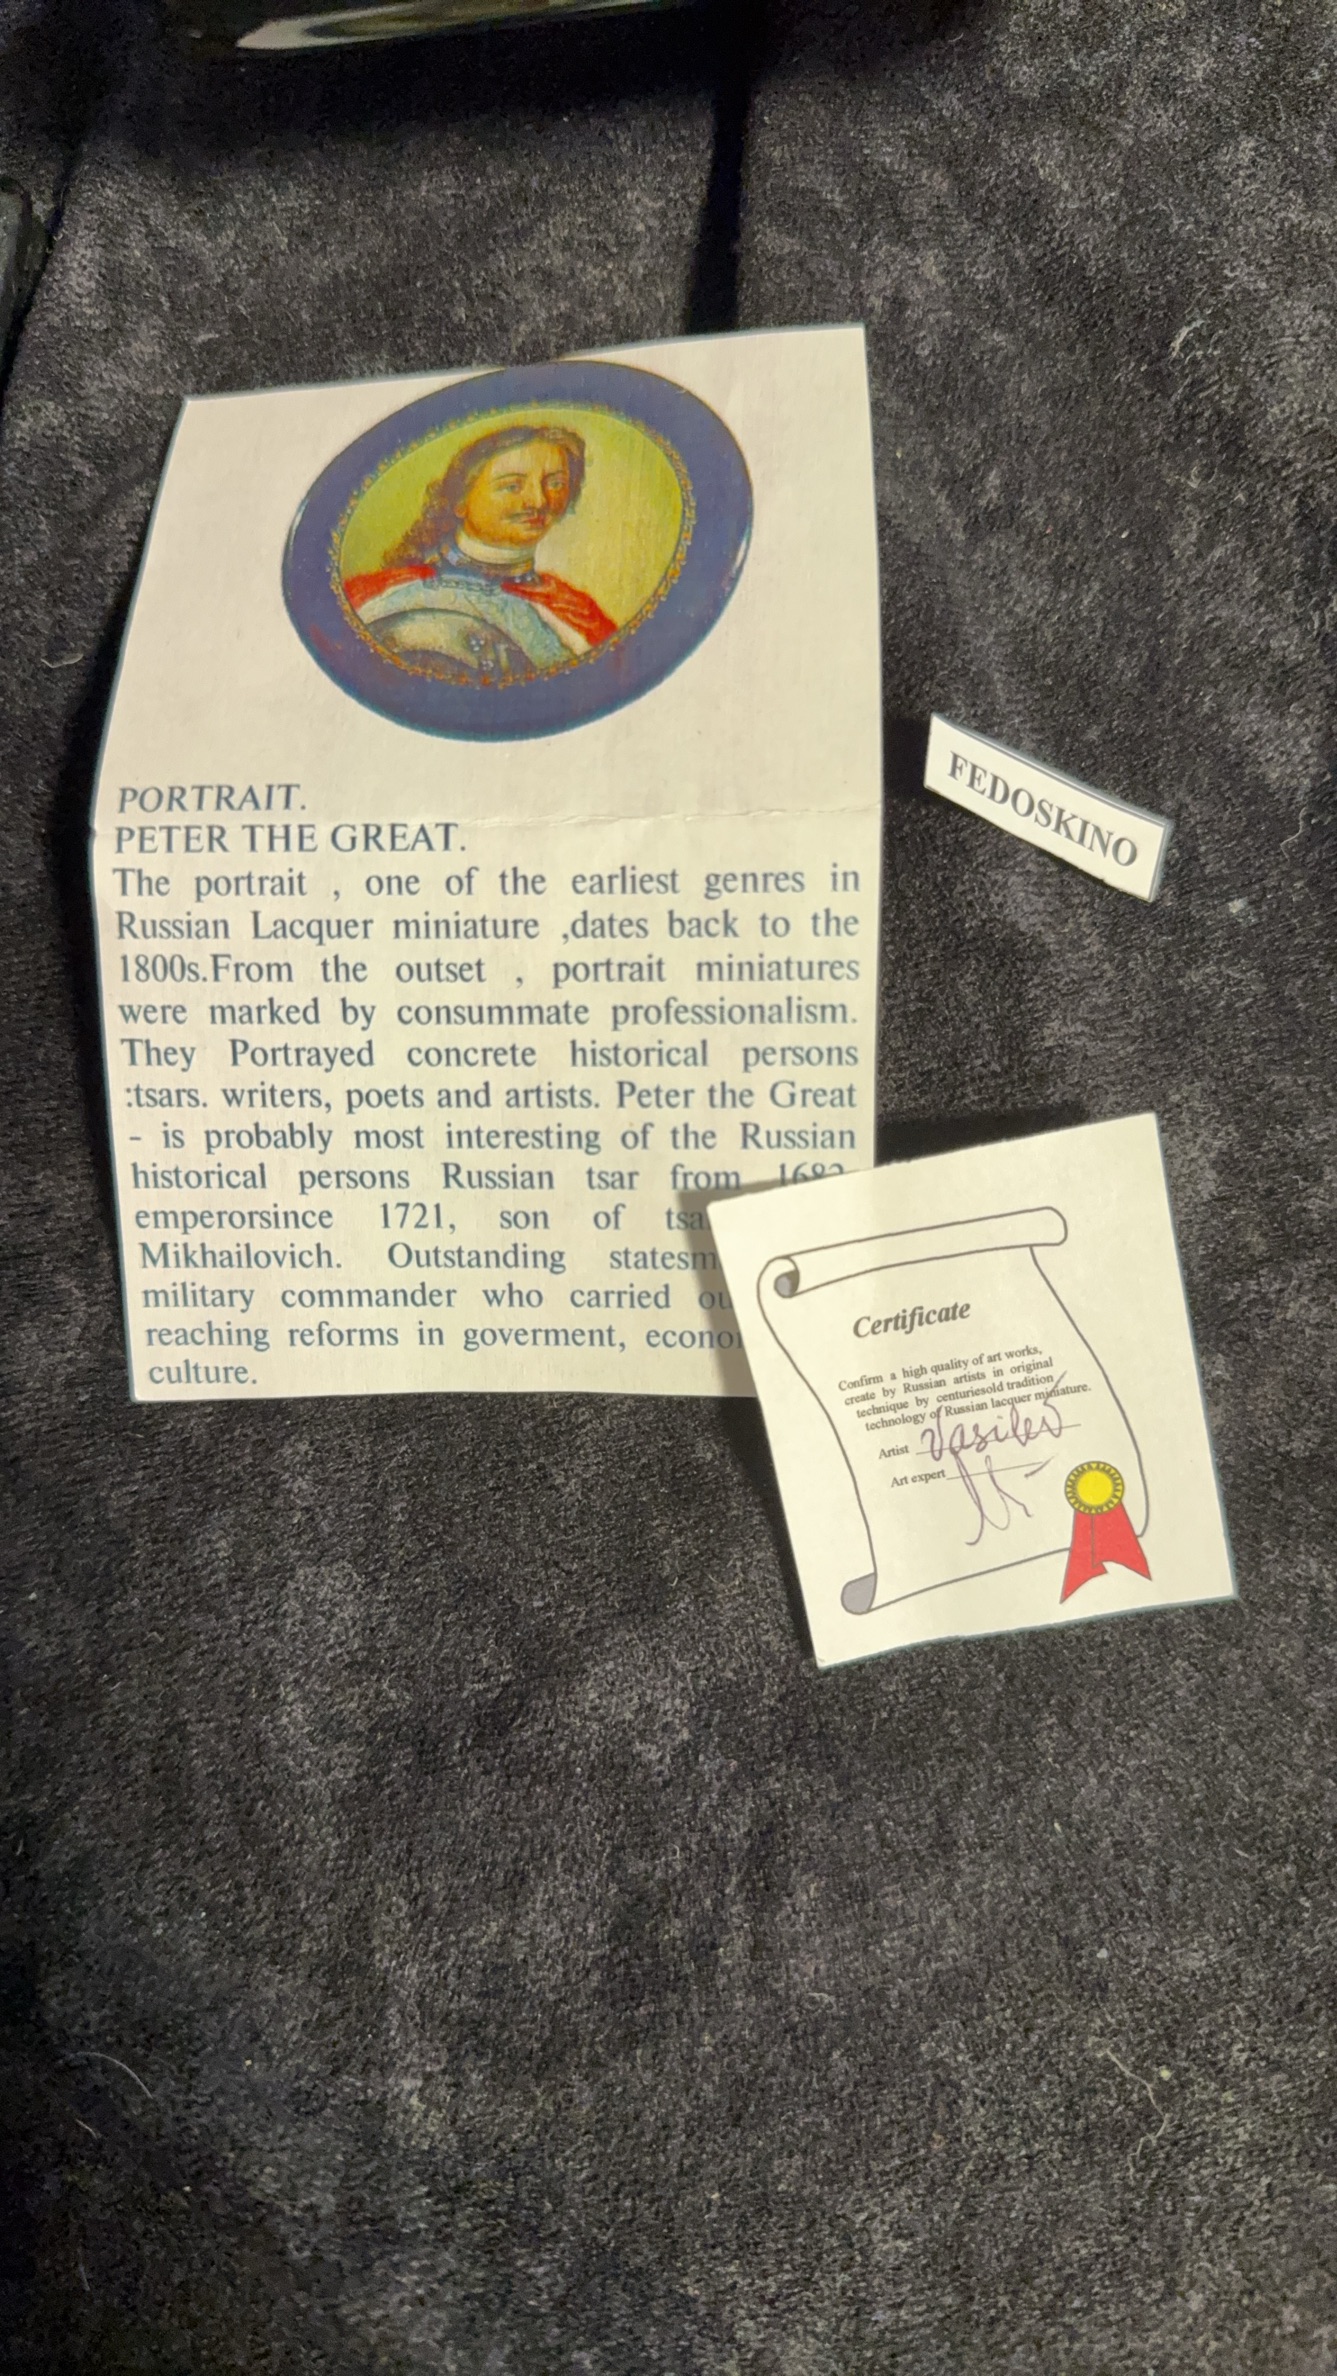 PORTRAIT.
PETER THE GREAT.
The portrait , one of the earliest genres in
Russian Lacquer miniature ,dates back to the
1800s.From the outset , portrait miniatures
were marked by consummate professionalism.
They Portrayed concrete historical persons
:tsars. writers, poets and artists. Peter the Great
- is probably most interesting of the Russian
historical persons Russian tsar from
emperorsince 1721, son of
Mikhailovich. Outstanding
military commander who carried
reaching reforms in goverment,
culture.
FEDOSKINO
Certificate
Confirm a high quality of art works,
create by Russian artists in original
technique by centuriesold tradition
technology of Russian lacquer miniature.
Artist Vasilev
Art expert